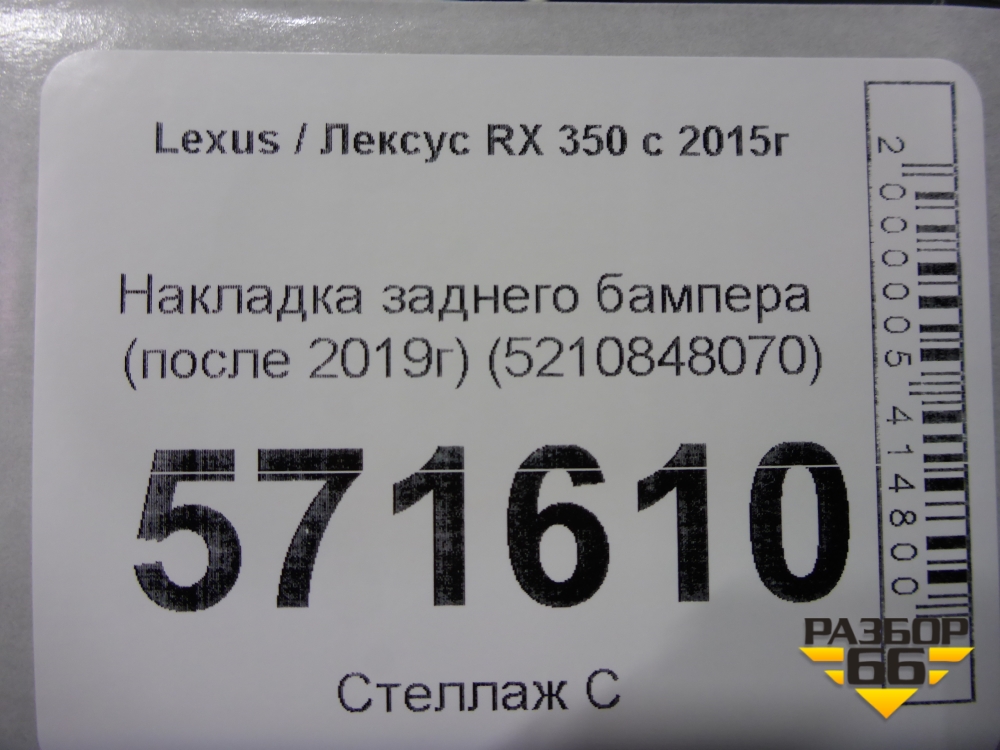 Lexus / Лексус RX 350 с 2015г
Накладка заднего бампера
(после 2019г) (5210848070)
571610
Стеллаж С
2000005414800
РАЗБОР
66